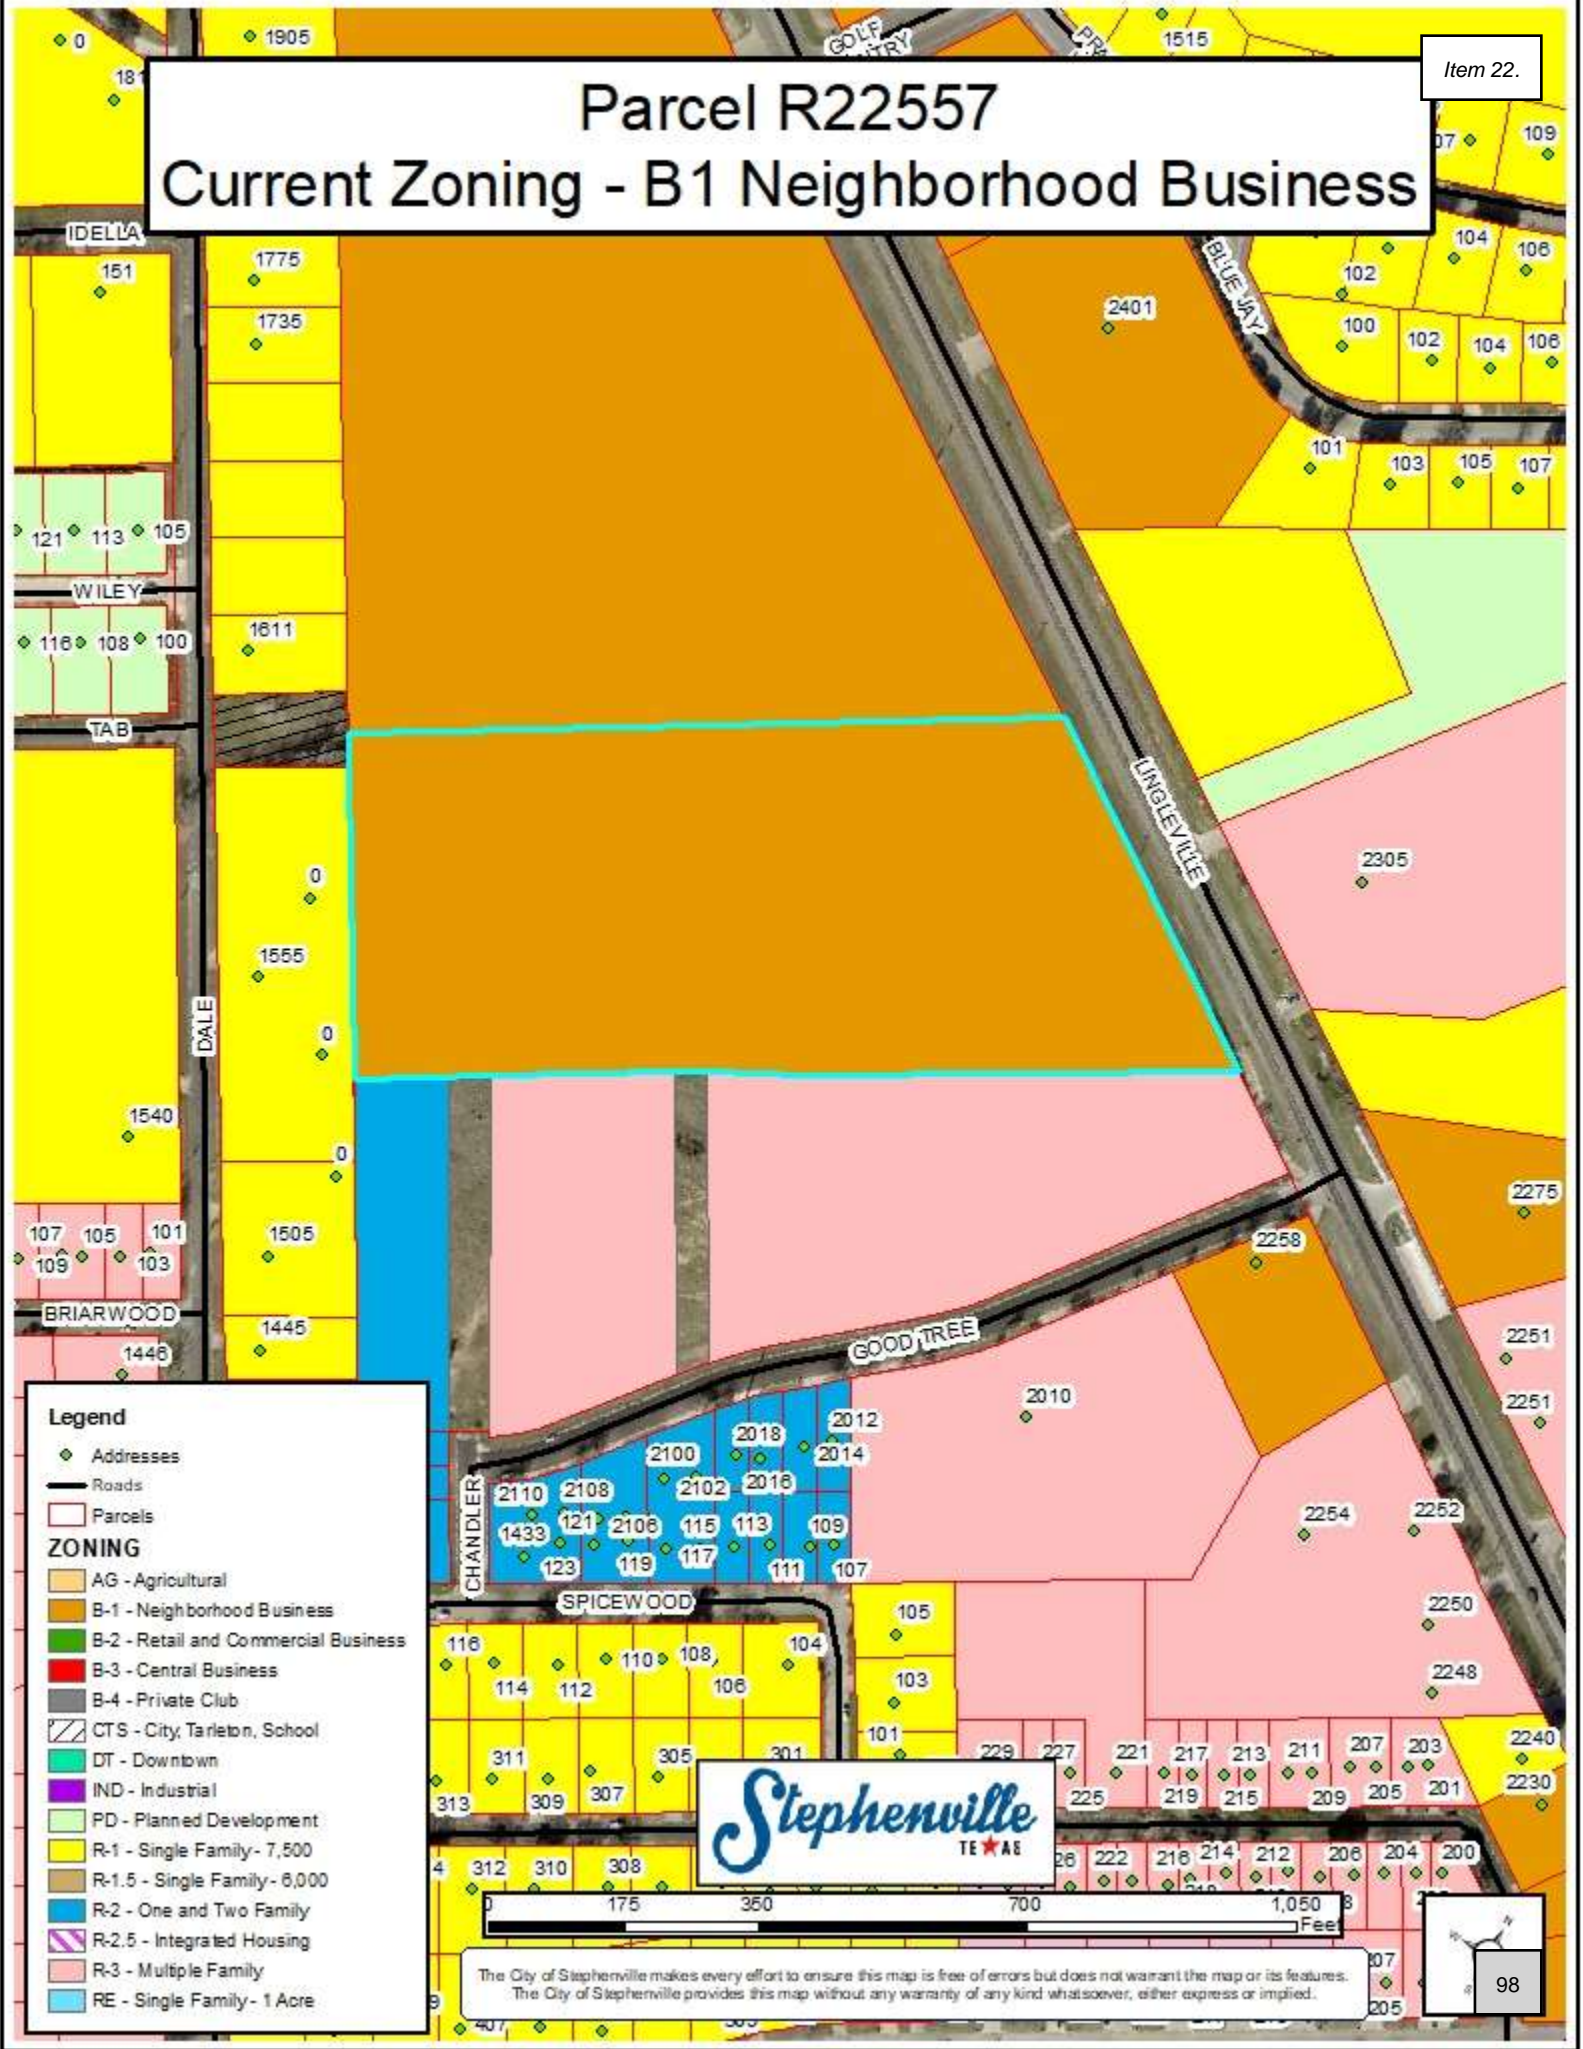 0
1905
GOLF
1515
Item 22.
Parcel R22557
Current Zoning - B1 Neighborhood Business
109
IDELLA
151
1775
1735
2401
BLUE JAY
102
104
106
100
102
104
106
101
103
105
107
121
113
105
WILEY
116
108
100
1611
TAB
LINGLEVILLE
2305
0
1555
0
DALE
1540
0
107
105
101
109
103
1505
2275
2258
BRIARWOOD
1445
1446
GOOD TREE
2251
2251
2010
2012
2018
2014
2100
2102
2016
2110
2108
1433
121
2106
115
113
109
123
119
117
111
107
CHANDLER
2254
2252
SPICEWOOD
105
2250
116
110
108
104
114
112
106
103
2248
101
311
305
301
229
227
221
217
213
211
207
203
2240
313
309
307
225
219
215
209
205
201
2230
312
310
308
222
216
214
212
206
204
200
Legend
Addresses
Roads
Parcels
ZONING
AG - Agricultural
B-1 - Neighborhood Business
B-2 - Retail and Commercial Business
B-3 - Central Business
B-4 - Private Club
CTS - City, Tarleton, School
DT - Downtown
IND - Industrial
PD - Planned Development
R-1 - Single Family - 7,500
R-1.5 - Single Family - 6,000
R-2 - One and Two Family
R-2.5 - Integrated Housing
R-3 - Multiple Family
RE - Single Family - 1 Acre
Stephenville
TEXAS
0 175 350 700 1,050
Feet
The City of Stephenville makes every effort to ensure this map is free of errors but does not warrant the map or its features.
The City of Stephenville provides this map without any warranty of any kind whatsoever, either express or implied.
98